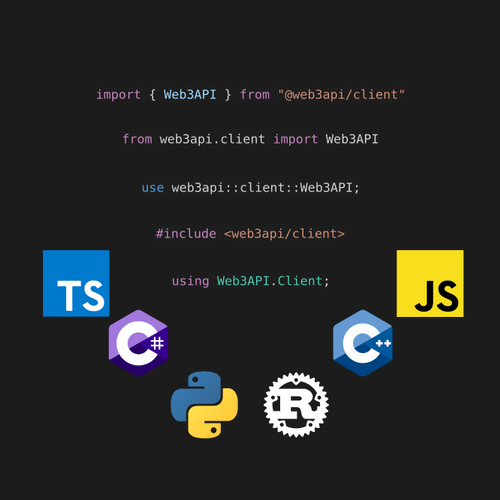 import { Web3API } from "@web3api/client"
from web3api.client import Web3API
use web3api::client::Web3API;
#include <web3api/client>
using Web3API.Client;
TS
JS
C#
C++
R